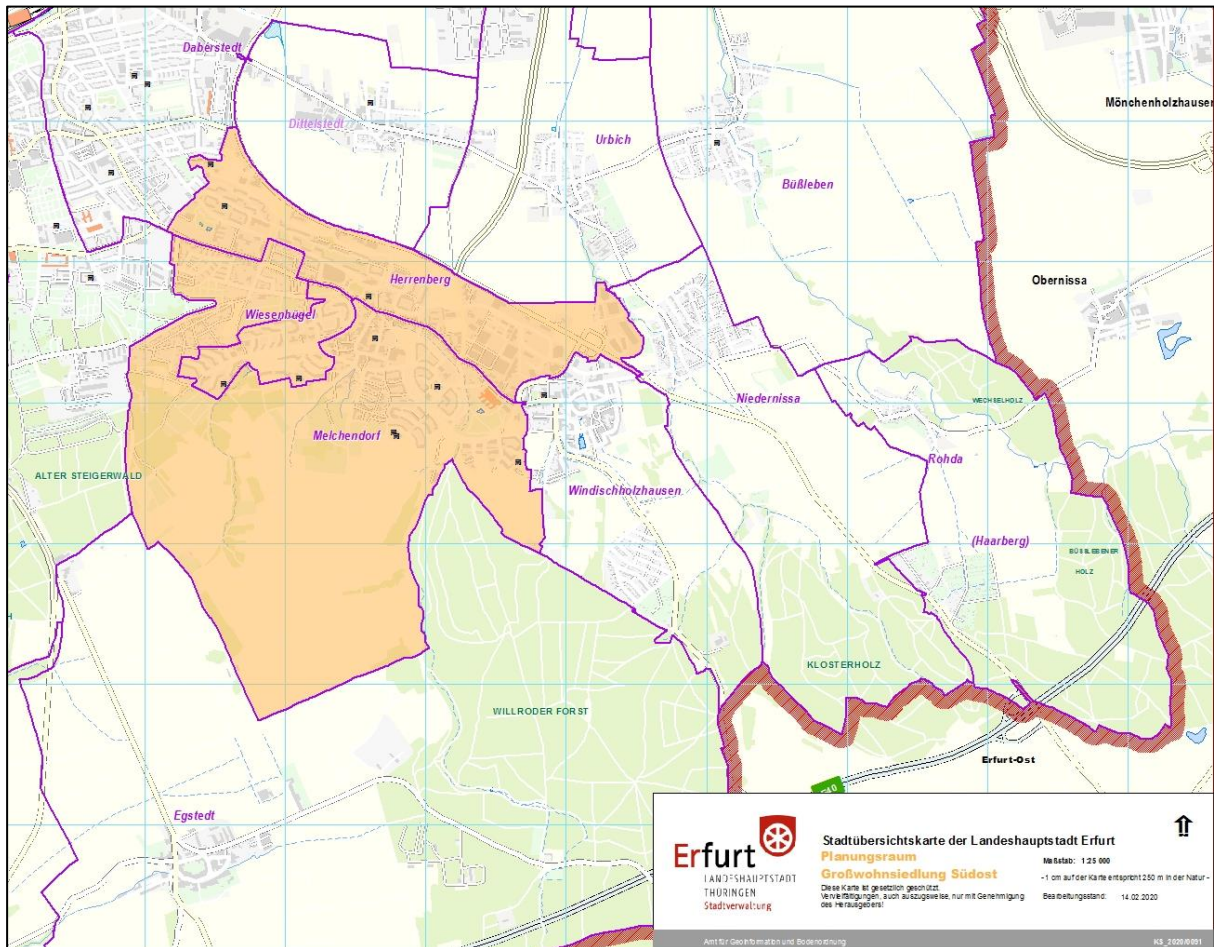 Daberstedt
Dittelstedt
Urbich
Büßleben
Mönchenholzhausen
Obernissa
Herrenberg
Wiesenhügel
Niedernissa
WECHSELHOLZ
Melchendorf
Rohda
ALTER STEIGERWALD
Windischholzhausen
(Haarberg)
BÜßLEBENER
HOLZ
KLOSTERHOLZ
WILLRODER FORST
Erfurt-Ost
Egstedt
Erfurt
LANDESHAUPTSTADT
THÜRINGEN
Stadtverwaltung
Stadtübersichtskarte der Landeshauptstadt Erfurt
Planungsraum
Großwohnsiedlung Südost
Diese Karte ist gesetzlich geschützt.
Vervielfältigungen, auch auszugsweise, nur mit Genehmigung
des Herausgebers!
Maßstab: 1:25 000
- 1 cm auf der Karte entspricht 250 m in der Natur -
Bearbeitungsstand: 14.02.2020
Amt für Geoinformation und Bodenordnung
KS_2020/0091